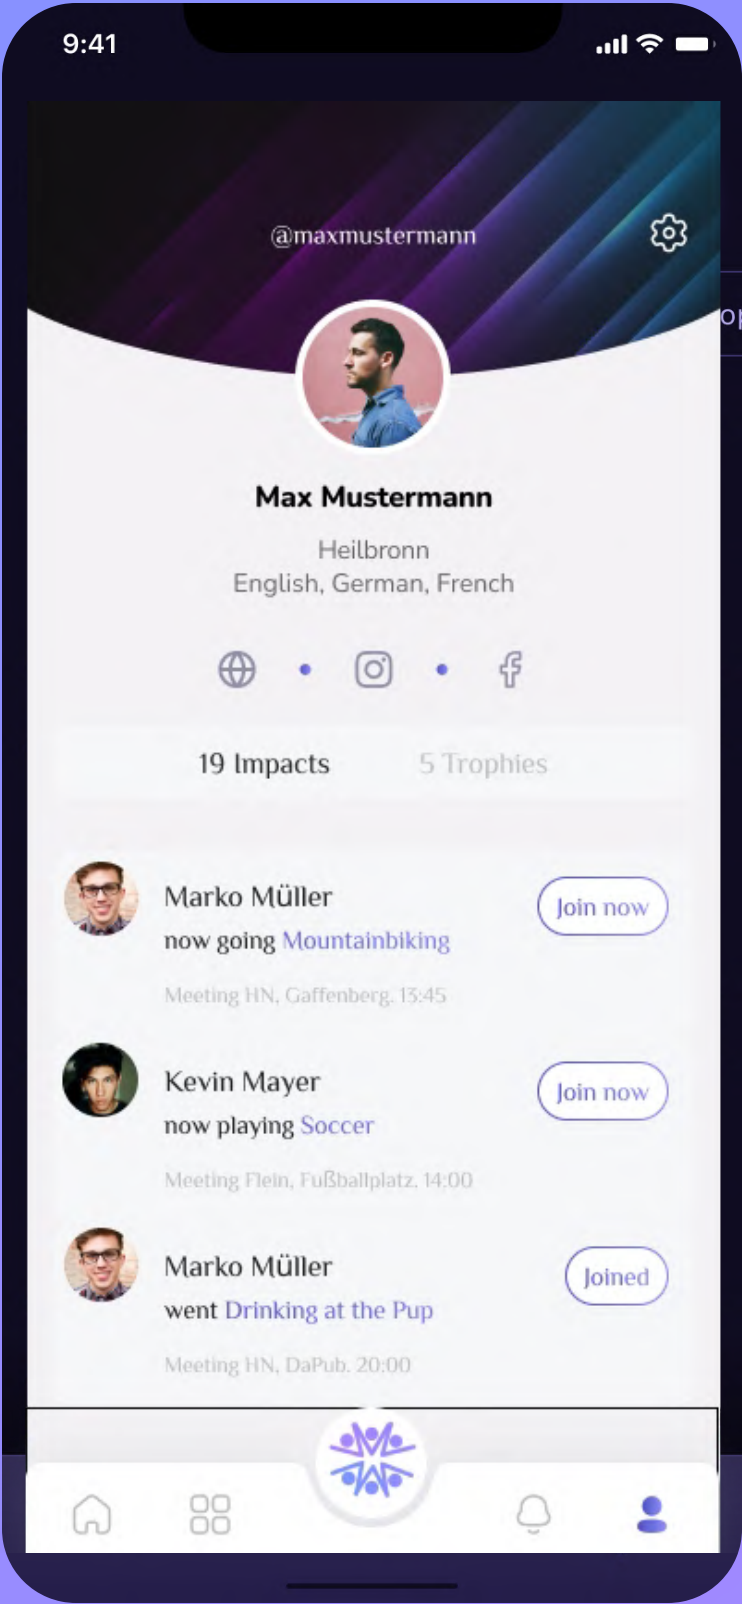 9:41
@maxmustermann
op
Max Mustermann
Heilbronn
English, German, French
19 Impacts
5 Trophies
Marko Müller
Join now
now going Mountainbiking
Meeting HN, Gaffenberg. 13:45
Kevin Mayer
Join now
now playing Soccer
Meeting Flein, Fußballplatz. 14:00
Marko Müller
Joined
went Drinking at the Pup
Meeting HN, DaPub. 20:00